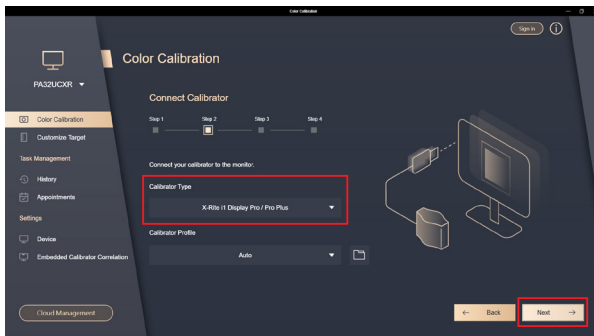 Color Calibration
Sign in
PA32UCXR
Color Calibration
Color Calibration
Customize Target
Task Management
History
Appointments
Settings
Device
Embedded Calibrator Correlation
Cloud Management
Connect Calibrator
Step 1 Step 2 Step 3 Step 4
Connect your calibrator to the monitor.
Calibrator Type
X-Rite i1 Display Pro / Pro Plus
Calibrator Profile
Auto
Back
Next